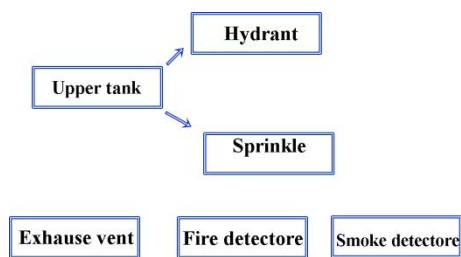 Hydrant
Upper tank
Sprinkle
Exhause vent
Fire detectore
Smoke detectore